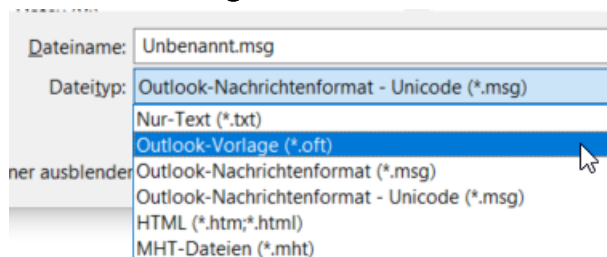 Dateiname: Unbenannt.msg
Dateityp: Outlook-Nachrichtenformat - Unicode (*.msg)
Nur-Text (*.txt)
Outlook-Vorlage (*.oft)
ner ausblender Outlook-Nachrichtenformat (*.msg)
Outlook-Nachrichtenformat - Unicode (*.msg)
HTML (*.htm;*.html)
MHT-Dateien (*.mht)